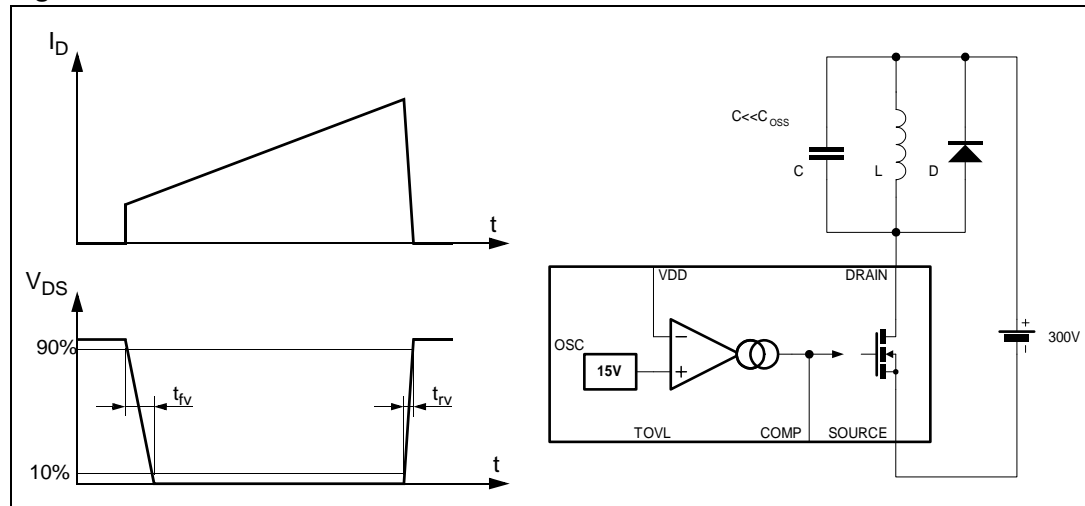 I_D
t
V_DS
90%
t_fv
t_rv
10%
t
C<<C_OSS
C
L
D
VDD
DRAIN
OSC
15V
−
+
TOVL
COMP
SOURCE
+
−
300V